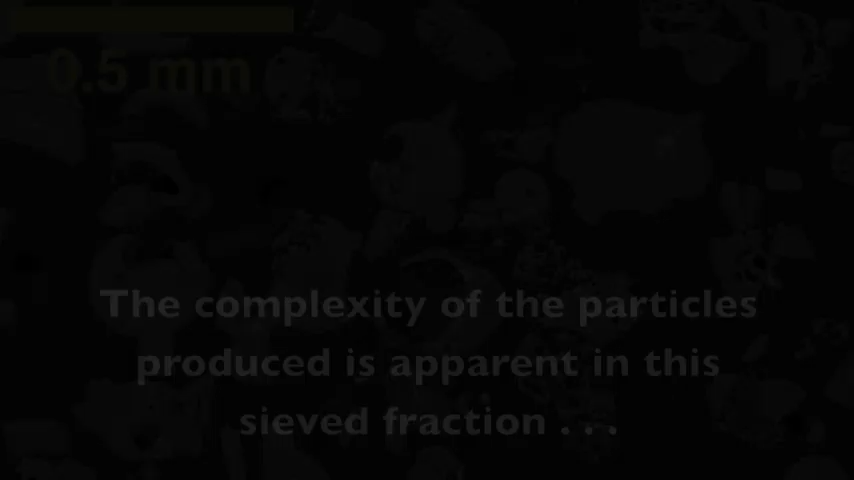 0.5 mm
The complexity of the particles
produced is apparent in this
sieved fraction . . .